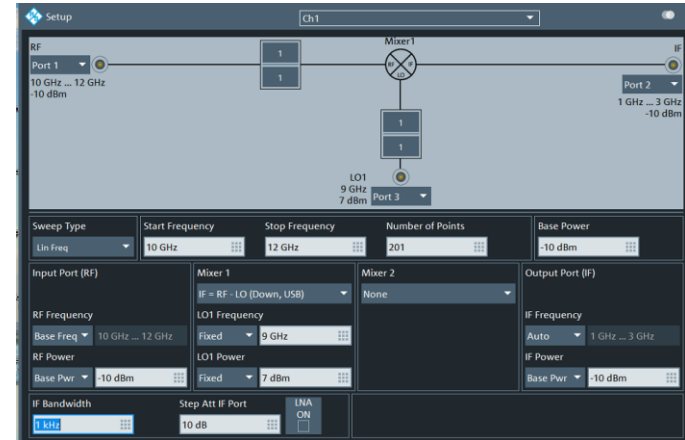 Setup
Ch1
RF
Port 1
10 GHz ... 12 GHz
-10 dBm
1
1
Mixer1
RF IF
LO
IF
Port 2
1 GHz ... 3 GHz
-10 dBm
1
1
LO1
9 GHz
7 dBm
Port 3
Sweep Type
Start Frequency
Stop Frequency
Number of Points
Base Power
Lin Freq
10 GHz
12 GHz
201
-10 dBm
Input Port (RF)
Mixer 1
Mixer 2
Output Port (IF)
IF = RF - LO (Down, USB)
None
RF Frequency
LO1 Frequency
IF Frequency
Base Freq
10 GHz ... 12 GHz
Fixed
9 GHz
Auto
1 GHz ... 3 GHz
RF Power
LO1 Power
IF Power
Base Pwr
-10 dBm
Fixed
7 dBm
Base Pwr
-10 dBm
IF Bandwidth
Step Att IF Port
LNA
ON
1 kHz
10 dB